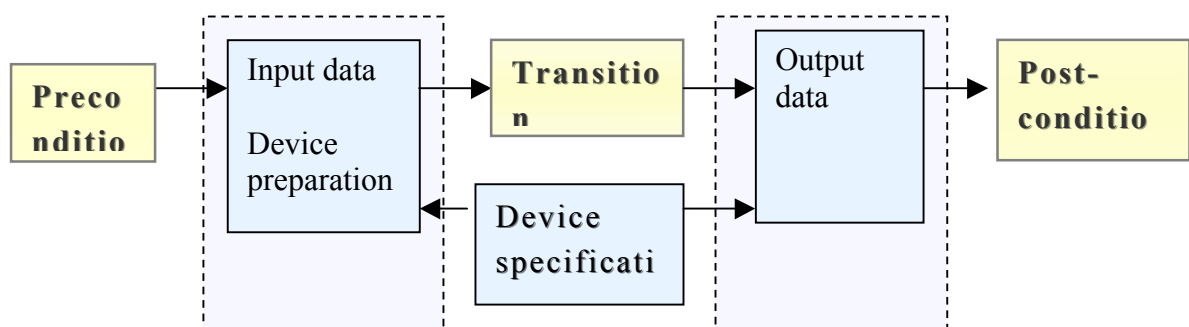 Preco
nditio
Input data
Device
preparation
Transitio
n
Device
specificati
Output
data
Post-
conditio